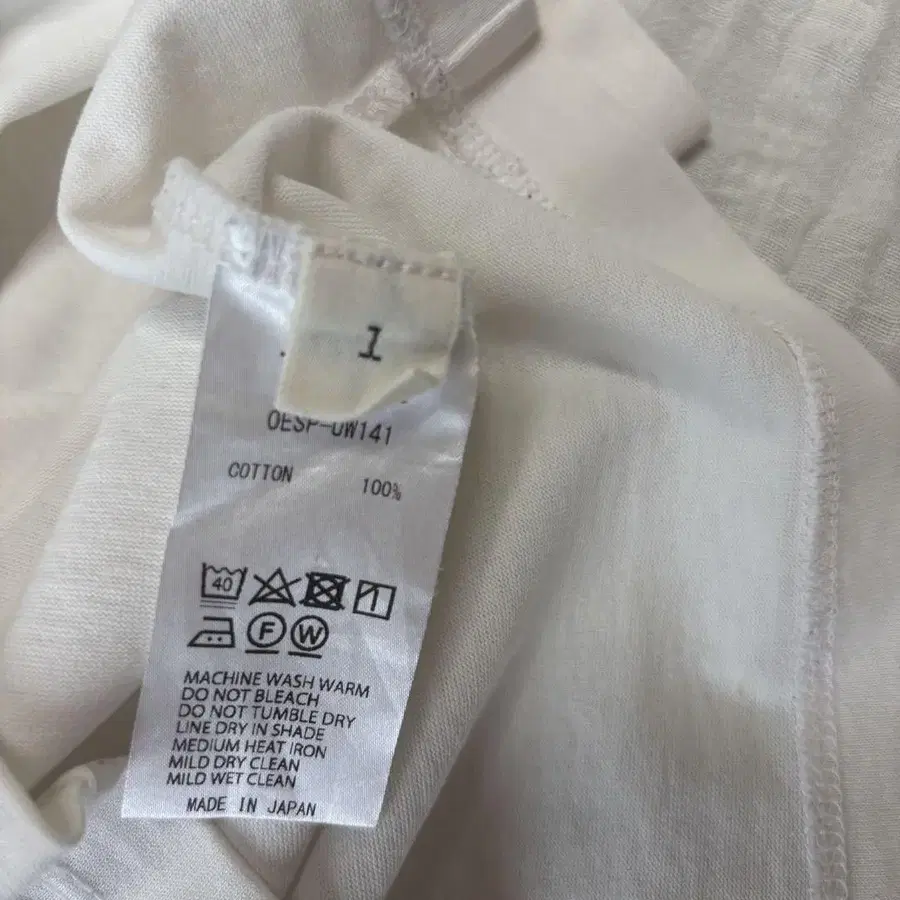 1
OESP-UW141
COTTON 100%
40
F W
MACHINE WASH WARM
DO NOT BLEACH
DO NOT TUMBLE DRY
LINE DRY IN SHADE
MEDIUM HEAT IRON
MILD DRY CLEAN
MILD WET CLEAN
MADE IN JAPAN